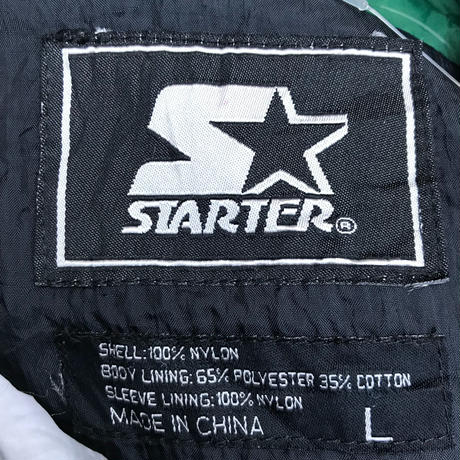 STARTER®
SHELL: 100% NYLON
BODY LINING: 65% POLYESTER 35% COTTON
SLEEVE LINING: 100% NYLON
MADE IN CHINA L